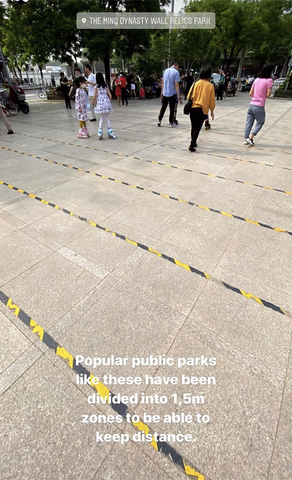 THE MING DYNASTY WALL RELICS PARK
Popular public parks
like these have been
divided into 1,5m
zones to be able to
keep distance.